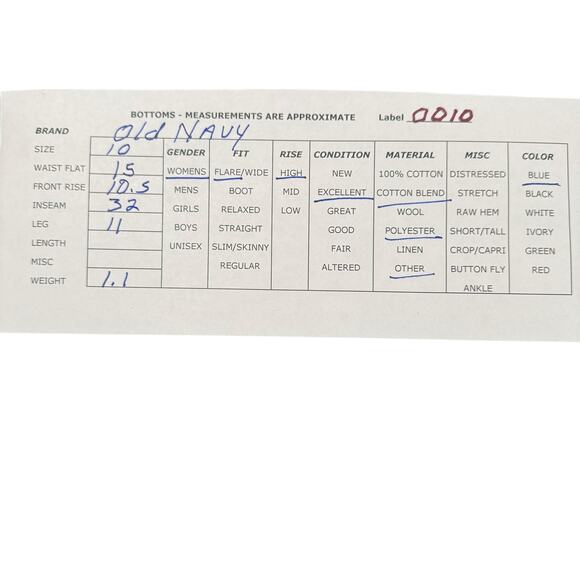 BOTTOMS - MEASUREMENTS ARE APPROXIMATE Label 0010
BRAND Old NAVY
SIZE 10 GENDER FIT RISE CONDITION MATERIAL MISC COLOR
WAIST FLAT 15 WOMENS FLARE/WIDE HIGH NEW 100% COTTON DISTRESSED BLUE
FRONT RISE 10.5 MENS BOOT MID EXCELLENT COTTON BLEND STRETCH BLACK
INSEAM 32 GIRLS RELAXED LOW GREAT WOOL RAW HEM WHITE
LEG 11 BOYS STRAIGHT GOOD POLYESTER SHORT/TALL IVORY
LENGTH UNISEX SLIM/SKINNY FAIR LINEN CROP/CAPRI GREEN
MISC REGULAR ALTERED OTHER BUTTON FLY RED
WEIGHT 1.1 ANKLE